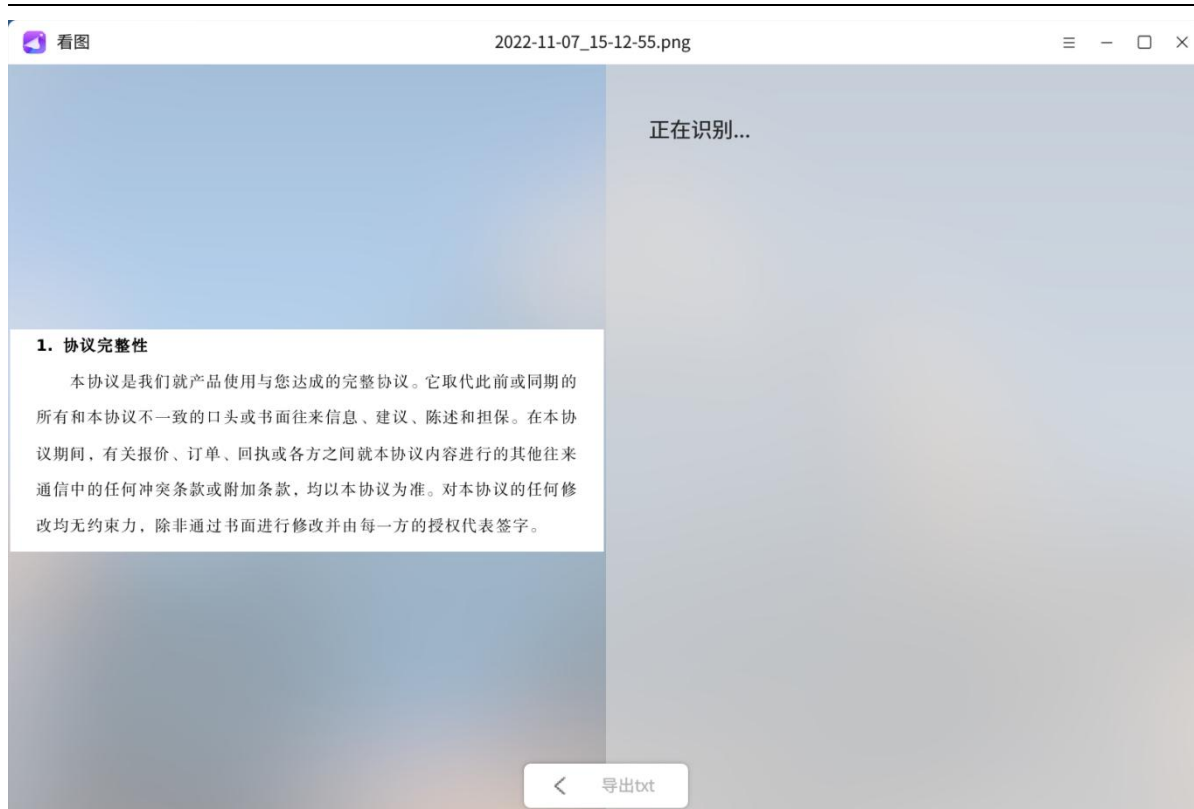 看图
2022-11-07_15-12-55.png
正在识别...
1. 协议完整性
本协议是我们就产品使用与您达成的完整协议。它取代此前或同期的
所有和本协议不一致的口头或书面往来信息、建议、陈述和担保。在本协
议期间，有关报价、订单、回执或各方之间就本协议内容进行的其他往来
通信中的任何冲突条款或附加条款，均以本协议为准。对本协议的任何修
改均无约束力，除非通过书面进行修改并由每一方的授权代表签字。
导出txt